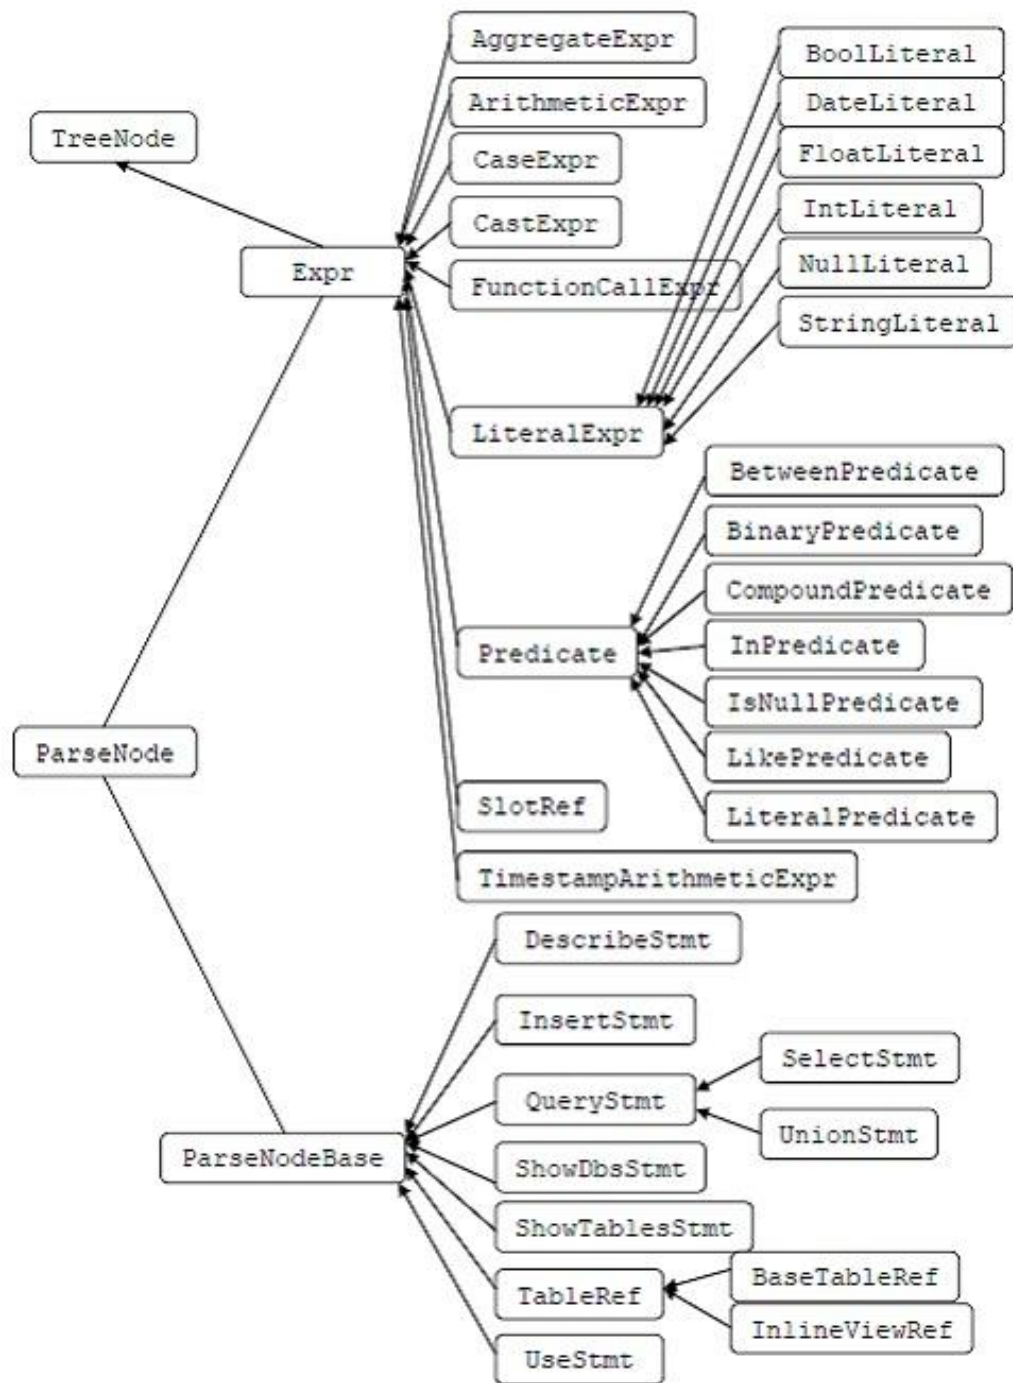 AggregateExpr
BoolLiteral
ArithmeticExpr
DateLiteral
TreeNode
CaseExpr
FloatLiteral
CastExpr
IntLiteral
Expr
FunctionCallExpr
NullLiteral
StringLiteral
LiteralExpr
BetweenPredicate
BinaryPredicate
CompoundPredicate
Predicate
InPredicate
IsNullPredicate
ParseNode
LikePredicate
SlotRef
LiteralPredicate
TimestampArithmeticExpr
DescribeStmt
InsertStmt
SelectStmt
QueryStmt
UnionStmt
ParseNodeBase
ShowDbsStmt
ShowTablesStmt
BaseTableRef
TableRef
InlineViewRef
UseStmt